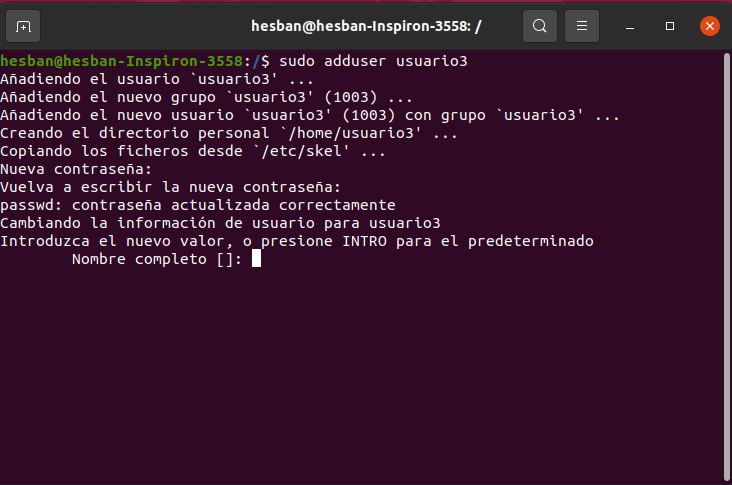 hesban@hesban-Inspiron-3558: /
hesban@hesban-Inspiron-3558:/$ sudo adduser usuario3
Añadiendo el usuario `usuario3' ...
Añadiendo el nuevo grupo `usuario3' (1003) ...
Añadiendo el nuevo usuario `usuario3' (1003) con grupo `usuario3' ...
Creando el directorio personal `/home/usuario3' ...
Copiando los ficheros desde `/etc/skel' ...
Nueva contraseña:
Vuelva a escribir la nueva contraseña:
passwd: contraseña actualizada correctamente
Cambiando la información de usuario para usuario3
Introduzca el nuevo valor, o presione INTRO para el predeterminado
Nombre completo []: